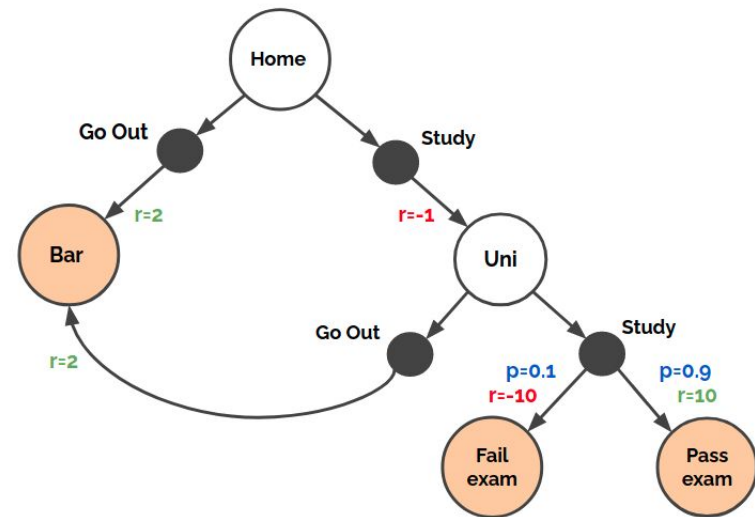 Home
Go Out
Study
r=2
r=-1
Bar
Uni
Go Out
Study
r=2
p=0.1
r=-10
p=0.9
r=10
Fail
exam
Pass
exam